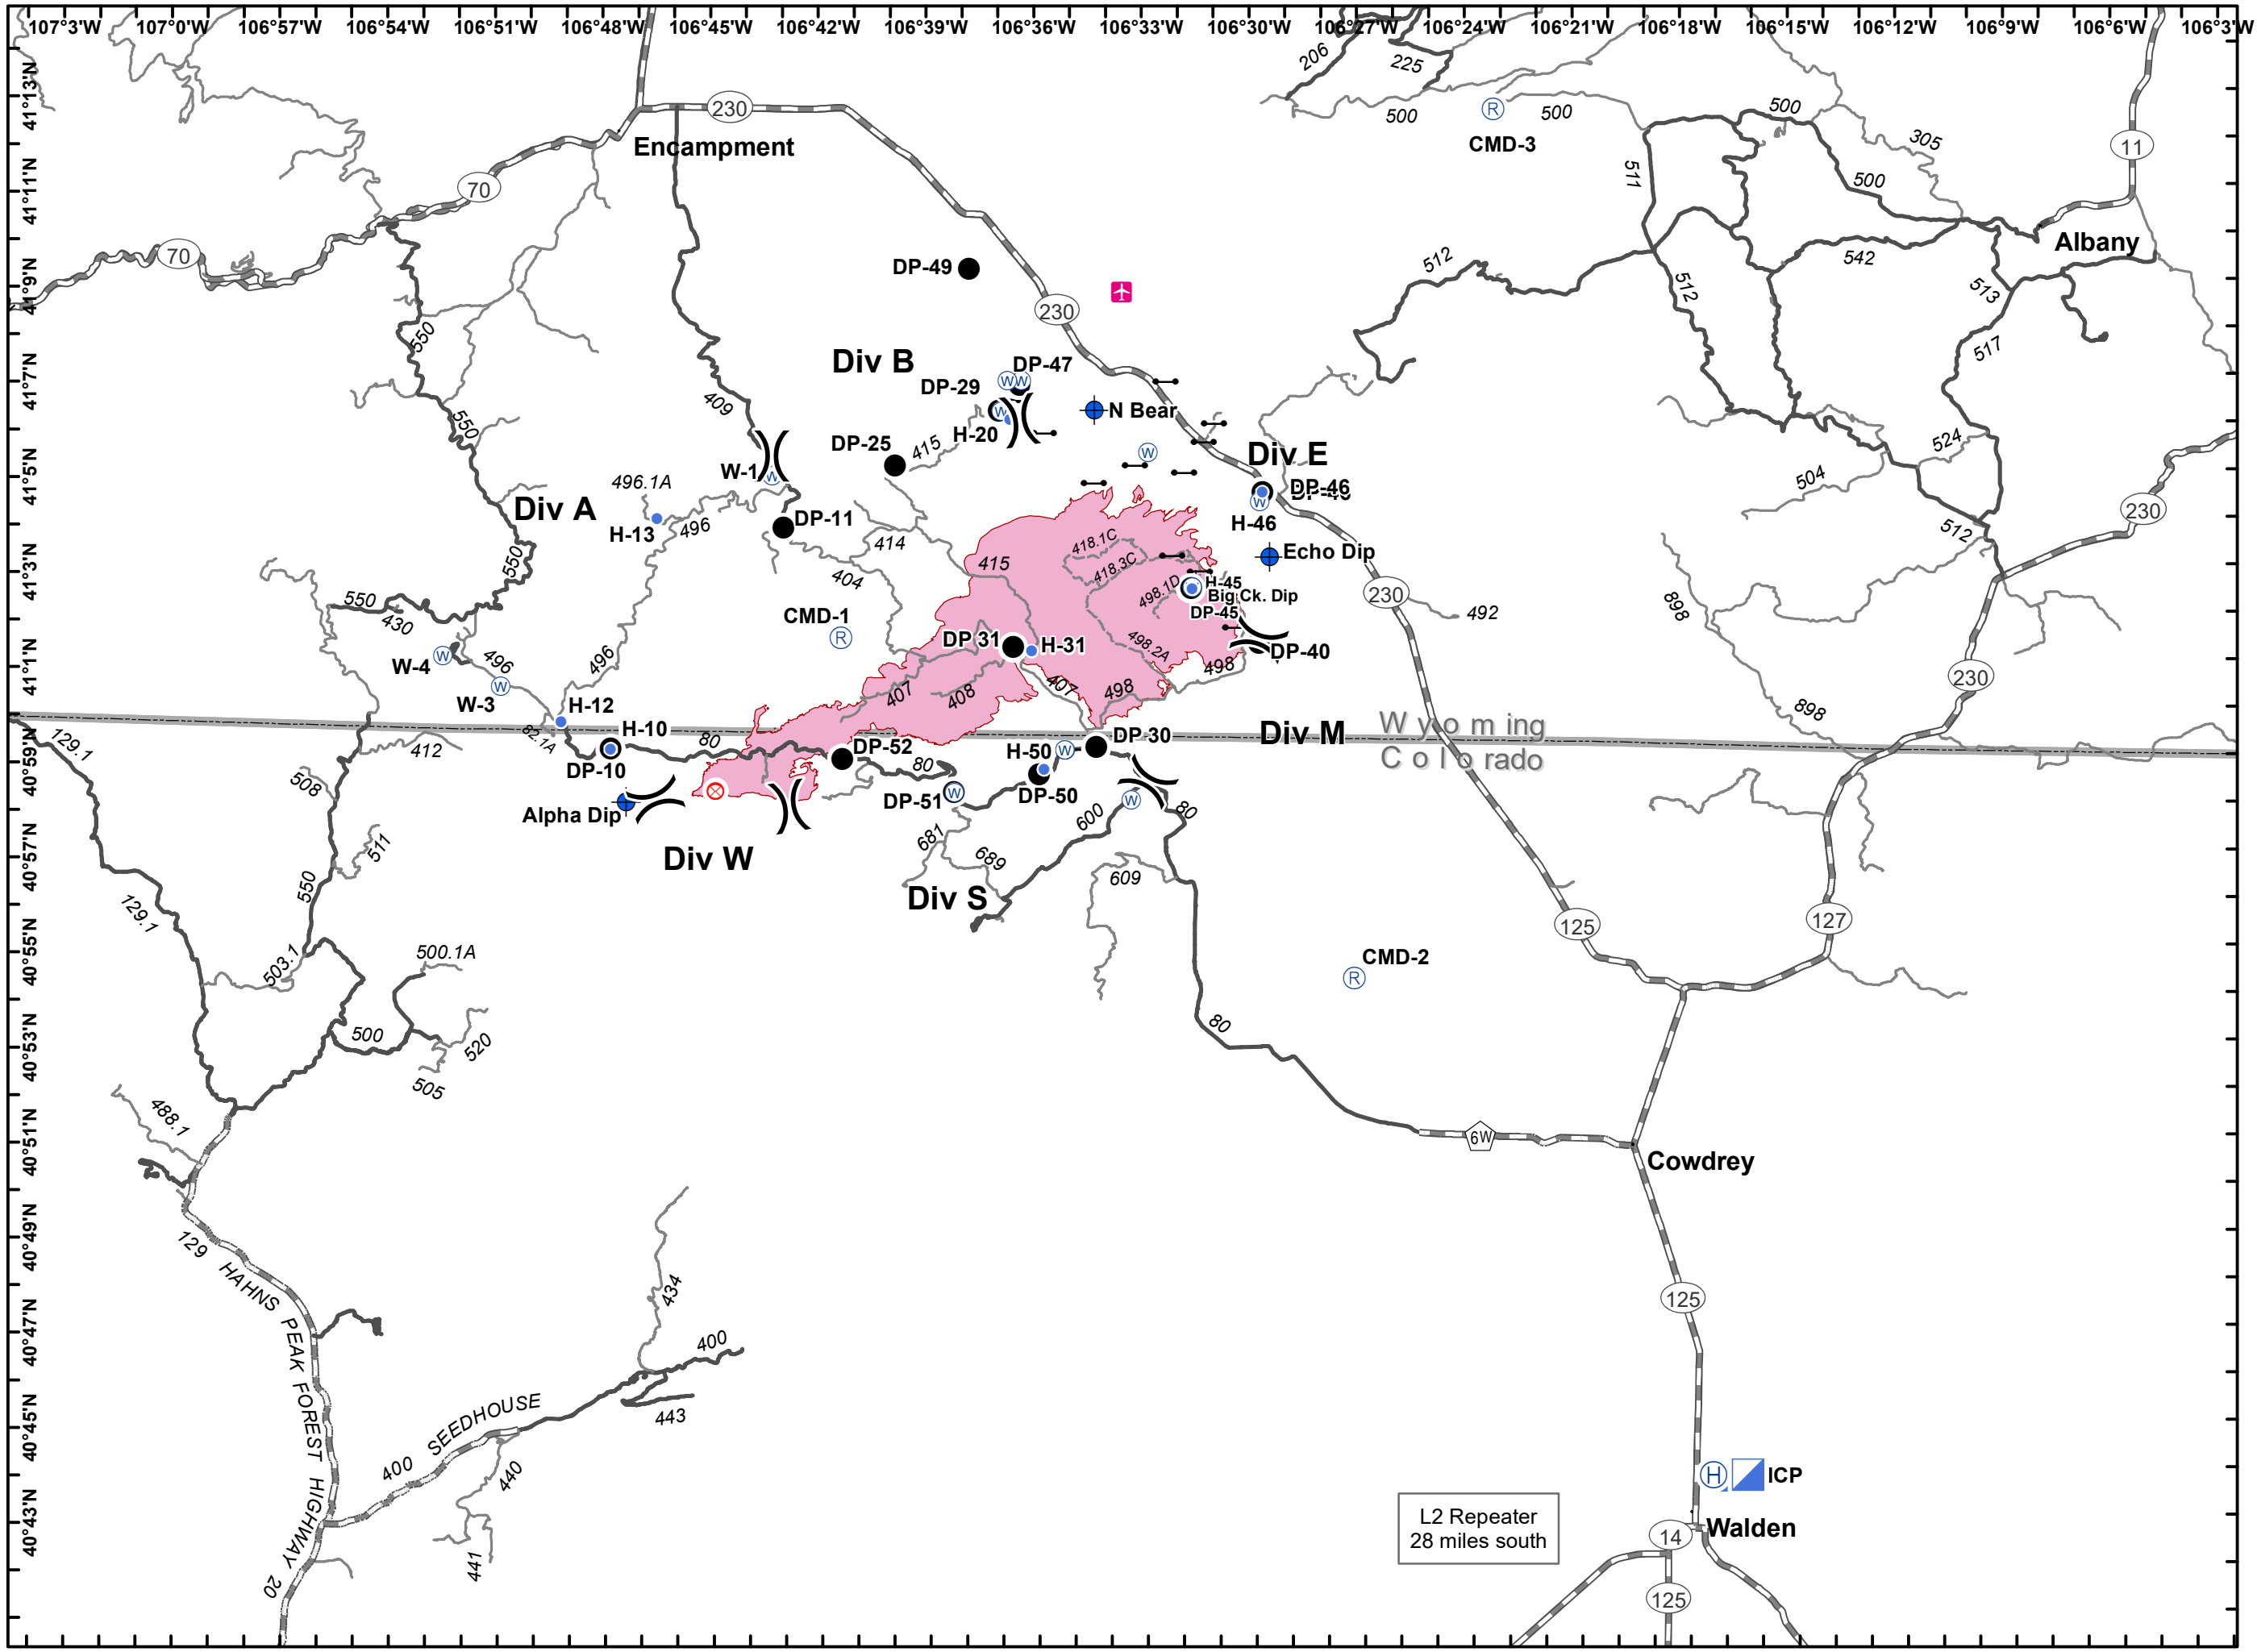 107°3'W 107°0'W 106°57'W 106°54'W 106°51'W 106°48'W 106°45'W 106°42'W 106°39'W 106°36'W 106°33'W 106°30'W 106°27'W 106°24'W 106°21'W 106°18'W 106°15'W 106°12'W 106°9'W 106°6'W 106°3'W
41°13'N
41°11'N
41°9'N
41°7'N
41°5'N
41°3'N
41°1'N
40°59'N
40°57'N
40°55'N
40°53'N
40°51'N
40°49'N
40°47'N
40°45'N
40°43'N
206
225
230
500
R
500
CMD-3
500
305
11
Encampment
511
70
500
70
Albany
512
542
512
513
DP-49
230
550
517
Div B
DP-47
W W
DP-29
W
409
N Bear
550
H-20
DP-25
415
W
524
Div E
W-1
W
504
496.1A
DP-46
W
H-46
230
Div A
DP-11
H-13
496
414
418.1C
512
Echo Dip
550
415
418.3C
404
498.1D
H-45
Big Ck. Dip
DP-45
230
492
550
430
CMD-1
R
898
W-4
W
496
496
DP 31
H-31
498.2A
DP-40
498
W-3
W
407
408
407
498
230
H-12
898
H-10
82.1A
80
DP-30
Div M
Wyoming
Colorado
129.1
412
DP-10
DP-52
H-50
W
80
508
Alpha Dip
DP-51
W
DP-50
W
80
600
681
511
Div W
689
609
550
Div S
129.1
125
127
503.1
500.1A
CMD-2
R
500
520
80
505
488.1
6W
Cowdrey
129
HAHNS PEAK FOREST HIGHWAY
20
434
125
400
443
SEEDHOUSE
400
440
441
H
ICP
L2 Repeater
28 miles south
14
Walden
125